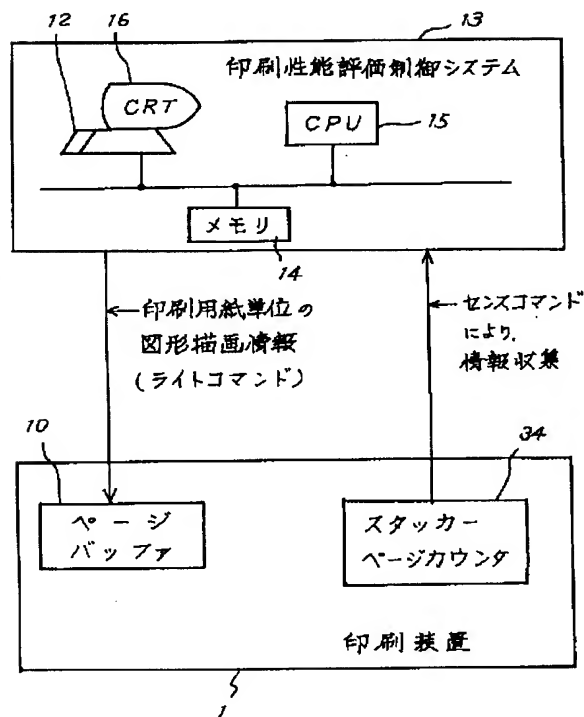 12
16
13
印刷性能評価制御システム
CRT
CPU
15
メモリ
14
印刷用紙単位の
図形描画情報
(ライトコマンド)
センスコマンド
により,
情報収集
10
34
ページ
バッファ
スタッカー
ページカウンタ
印刷装置
1